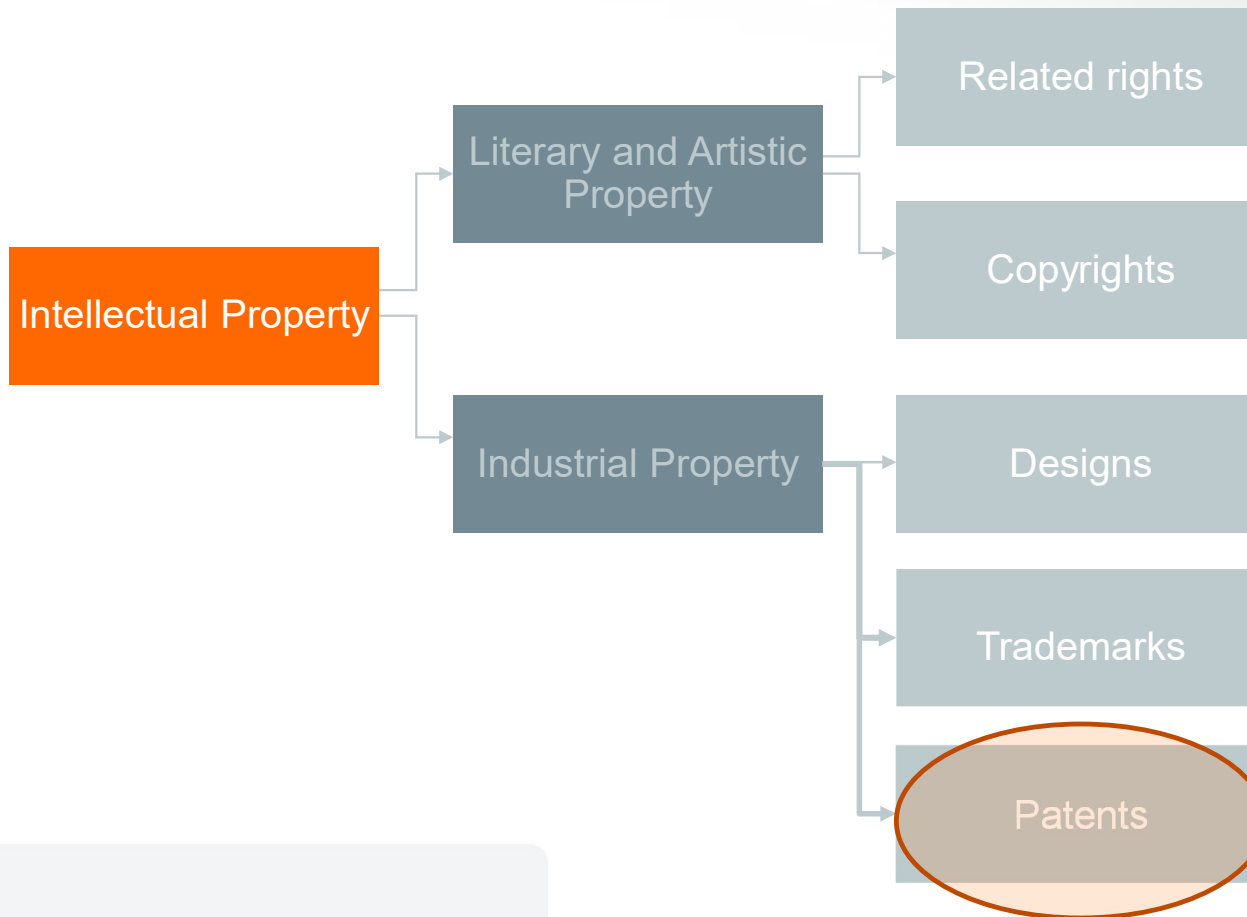 Related rights
Literary and Artistic
Property
Copyrights
Intellectual Property
Industrial Property
Designs
Trademarks
Patents